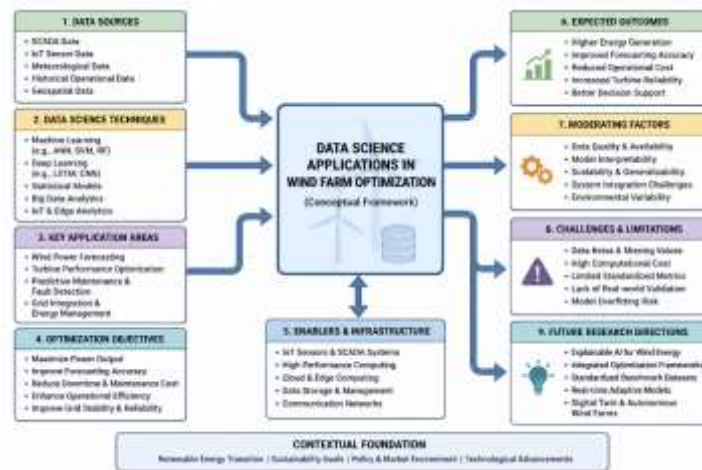 1. DATA SOURCES
• SCADA Data
• IoT Sensor Data
• Meteorological Data
• Historical Operational Data
• Geospatial Data
2. DATA SCIENCE TECHNIQUES
• Machine Learning
(e.g., ANN, SVM, RF)
• Deep Learning
(e.g., LSTM, CNN)
• Statistical Models
• Big Data Analytics
• IoT & Edge Analytics
3. KEY APPLICATION AREAS
• Wind Power Forecasting
• Turbine Performance Optimization
• Predictive Maintenance &
Fault Detection
• Grid Integration &
Energy Management
4. OPTIMIZATION OBJECTIVES
• Maximize Power Output
• Improve Forecasting Accuracy
• Reduce Downtime & Maintenance Cost
• Enhance Operational Efficiency
• Improve Grid Stability & Reliability
DATA SCIENCE
APPLICATIONS IN
WIND FARM OPTIMIZATION
(Conceptual Framework)
5. ENABLERS & INFRASTRUCTURE
• IoT Sensors & SCADA Systems
• High Performance Computing
• Cloud & Edge Computing
• Data Storage & Management
• Communication Networks
6. EXPECTED OUTCOMES
• Higher Energy Generation
• Improved Forecasting Accuracy
• Reduced Operational Cost
• Increased Turbine Reliability
• Better Decision Support
7. MODERATING FACTORS
• Data Quality & Availability
• Model Interpretability
• Scalability & Generalizability
• System Integration Challenges
• Environmental Variability
8. CHALLENGES & LIMITATIONS
• Data Noise & Missing Values
• High Computational Cost
• Limited Standardized Metrics
• Lack of Real-world Validation
• Model Overfitting Risk
9. FUTURE RESEARCH DIRECTIONS
• Explainable AI for Wind Energy
• Integrated Optimization Frameworks
• Standardized Benchmark Datasets
• Real-time Adaptive Models
• Digital Twin & Autonomous
Wind Farms
CONTEXTUAL FOUNDATION
Renewable Energy Transition | Sustainability Goals | Policy & Market Environment | Technological Advancements